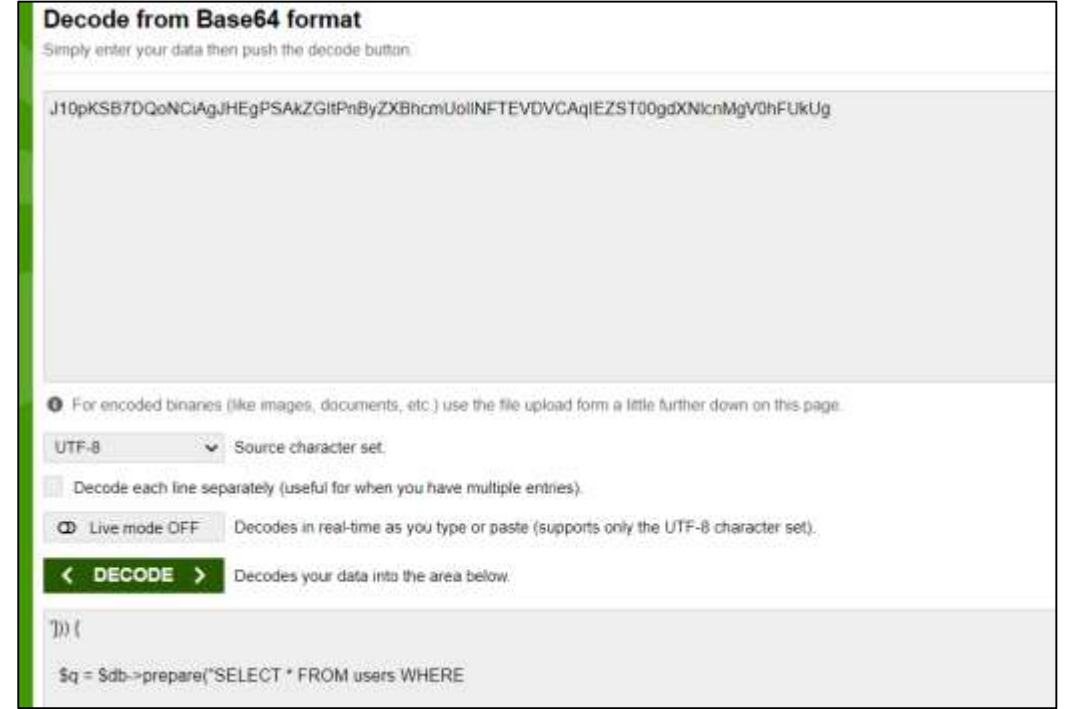 Decode from Base64 format
Simply enter your data then push the decode button.
J10pKSB7DQoNCiAgJHEgPSAkZGItPnByZXBhcmUoIlNFTEVDVCAqIEZST00gdXNlcnMgV0hFUkUg
For encoded binaries (like images, documents, etc.) use the file upload form a little further down on this page.
UTF-8 Source character set.
Decode each line separately (useful for when you have multiple entries).
Live mode OFF Decodes in real-time as you type or paste (supports only the UTF-8 character set).
< DECODE > Decodes your data into the area below.
'])) {
$q = $db->prepare("SELECT * FROM users WHERE